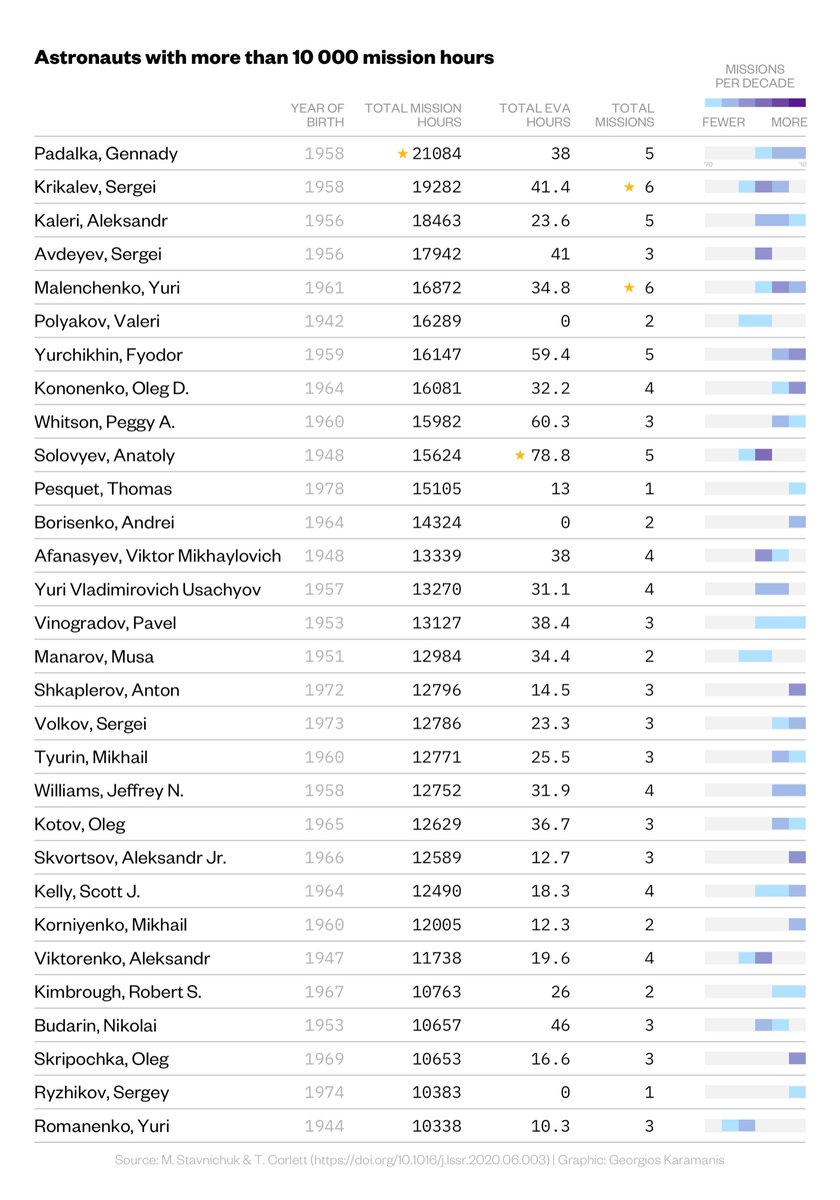 Astronauts with more than 10 000 mission hours
MISSIONS
PER DECADE
YEAR OF BIRTH TOTAL MISSION HOURS TOTAL EVA HOURS TOTAL MISSIONS FEWER MORE
Padalka, Gennady 1958 ★ 21084 38 5
'70 '10
Krikalev, Sergei 1958 19282 41.4 ★ 6
Kaleri, Aleksandr 1956 18463 23.6 5
Avdeyev, Sergei 1956 17942 41 3
Malenchenko, Yuri 1961 16872 34.8 ★ 6
Polyakov, Valeri 1942 16289 0 2
Yurchikhin, Fyodor 1959 16147 59.4 5
Kononenko, Oleg D. 1964 16081 32.2 4
Whitson, Peggy A. 1960 15982 60.3 3
Solovyev, Anatoly 1948 15624 ★ 78.8 5
Pesquet, Thomas 1978 15105 13 1
Borisenko, Andrei 1964 14324 0 2
Afanasyev, Viktor Mikhaylovich 1948 13339 38 4
Yuri Vladimirovich Usachyov 1957 13270 31.1 4
Vinogradov, Pavel 1953 13127 38.4 3
Manarov, Musa 1951 12984 34.4 2
Shkaplerov, Anton 1972 12796 14.5 3
Volkov, Sergei 1973 12786 23.3 3
Tyurin, Mikhail 1960 12771 25.5 3
Williams, Jeffrey N. 1958 12752 31.9 4
Kotov, Oleg 1965 12629 36.7 3
Skvortsov, Aleksandr Jr. 1966 12589 12.7 3
Kelly, Scott J. 1964 12490 18.3 4
Korniyenko, Mikhail 1960 12005 12.3 2
Viktorenko, Aleksandr 1947 11738 19.6 4
Kimbrough, Robert S. 1967 10763 26 2
Budarin, Nikolai 1953 10657 46 3
Skripochka, Oleg 1969 10653 16.6 3
Ryzhikov, Sergey 1974 10383 0 1
Romanenko, Yuri 1944 10338 10.3 3
Source: M. Stavnichuk & T. Corlett (https://doi.org/10.1016/j.lssr.2020.06.003) | Graphic: Georgios Karamanis